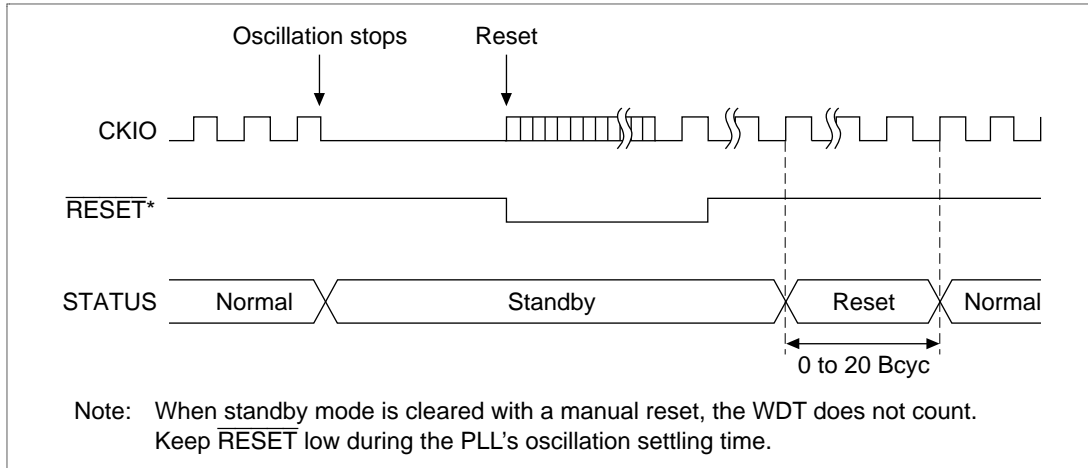 Oscillation stops Reset
CKIO
RESET*
STATUS Normal Standby Reset Normal
0 to 20 Bcyc
Note: When standby mode is cleared with a manual reset, the WDT does not count.
Keep RESET low during the PLL's oscillation settling time.